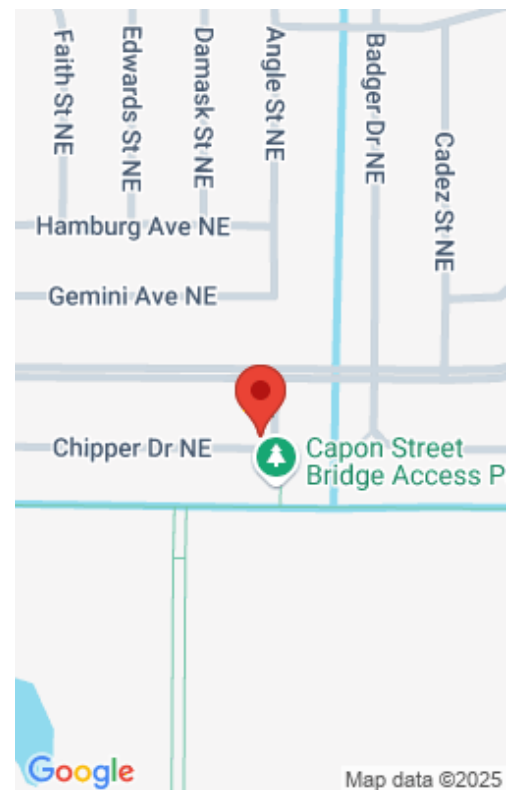 Faith St NE
Edwards St NE
Damask St NE
Angle St NE
Badger Dr NE
Cadez St NE
Hamburg Ave NE
Gemini Ave NE
Chipper Dr NE
Capon Street
Bridge Access P
Google
Map data ©2025